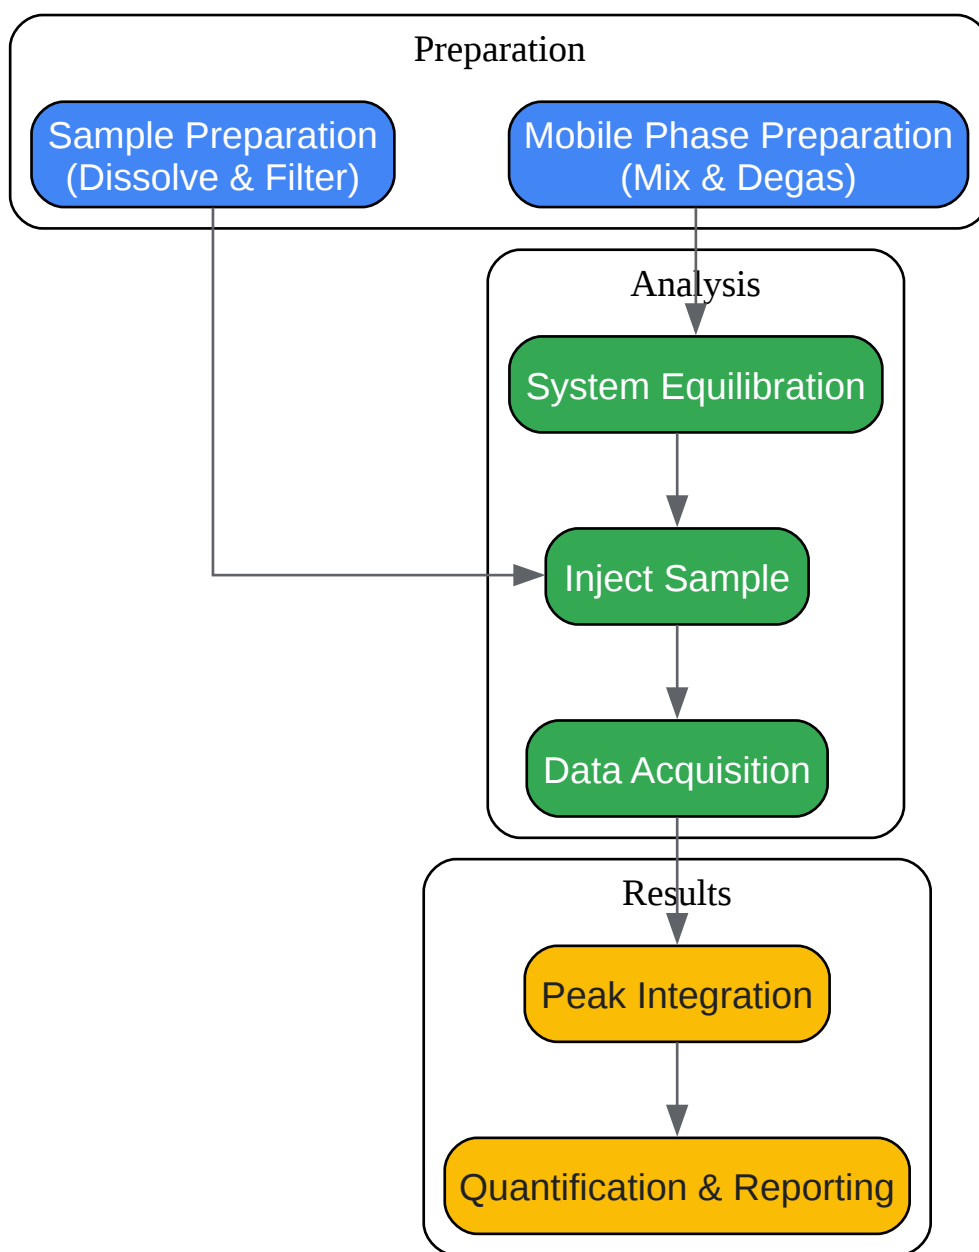 Preparation
Sample Preparation
(Dissolve & Filter)
Mobile Phase Preparation
(Mix & Degas)
Analysis
System Equilibration
Inject Sample
Data Acquisition
Results
Peak Integration
Quantification & Reporting